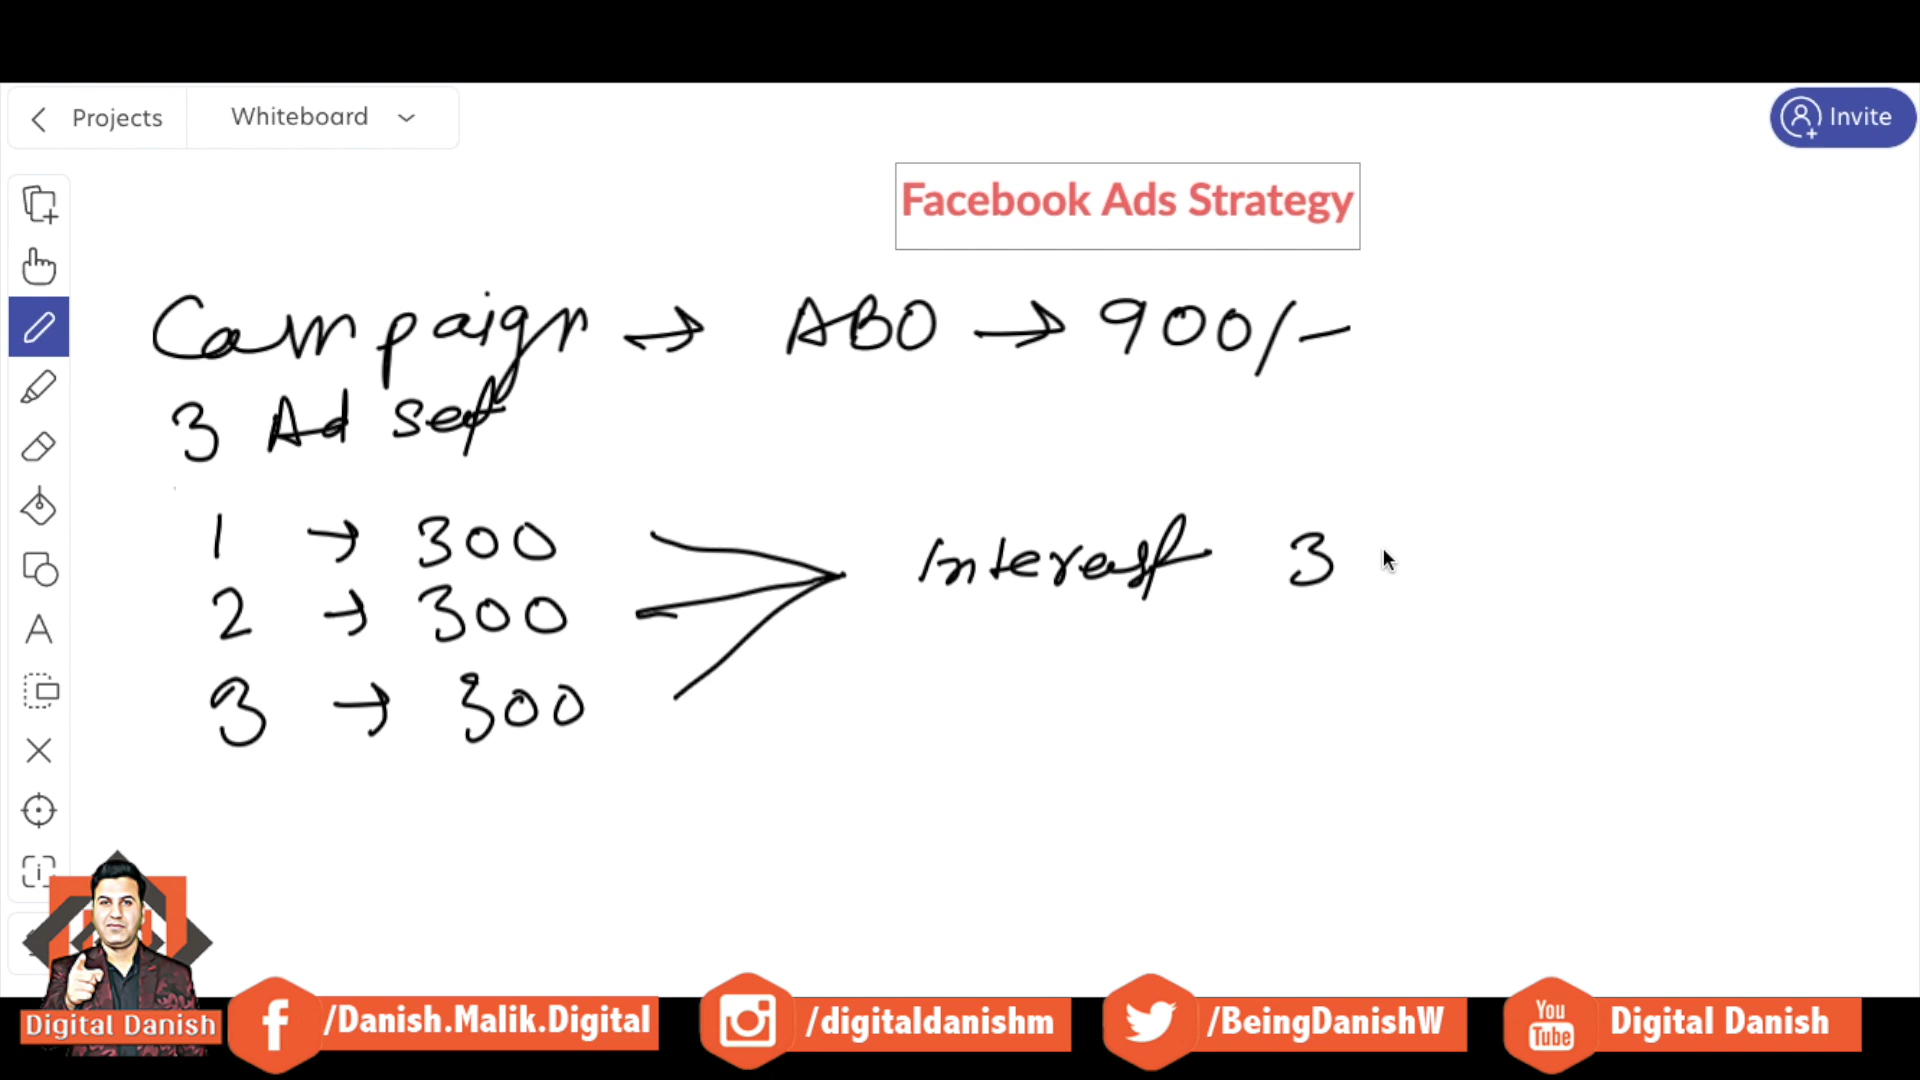 Projects Whiteboard Invite
Facebook Ads Strategy
Campaign → ABO → 900/-
3 Ad set
1 → 300
2 → 300
3 → 300
Interest 3
A
Digital Danish
/Danish.Malik.Digital
/digitaldanishm
/BeingDanishW
You Tube
Digital Danish